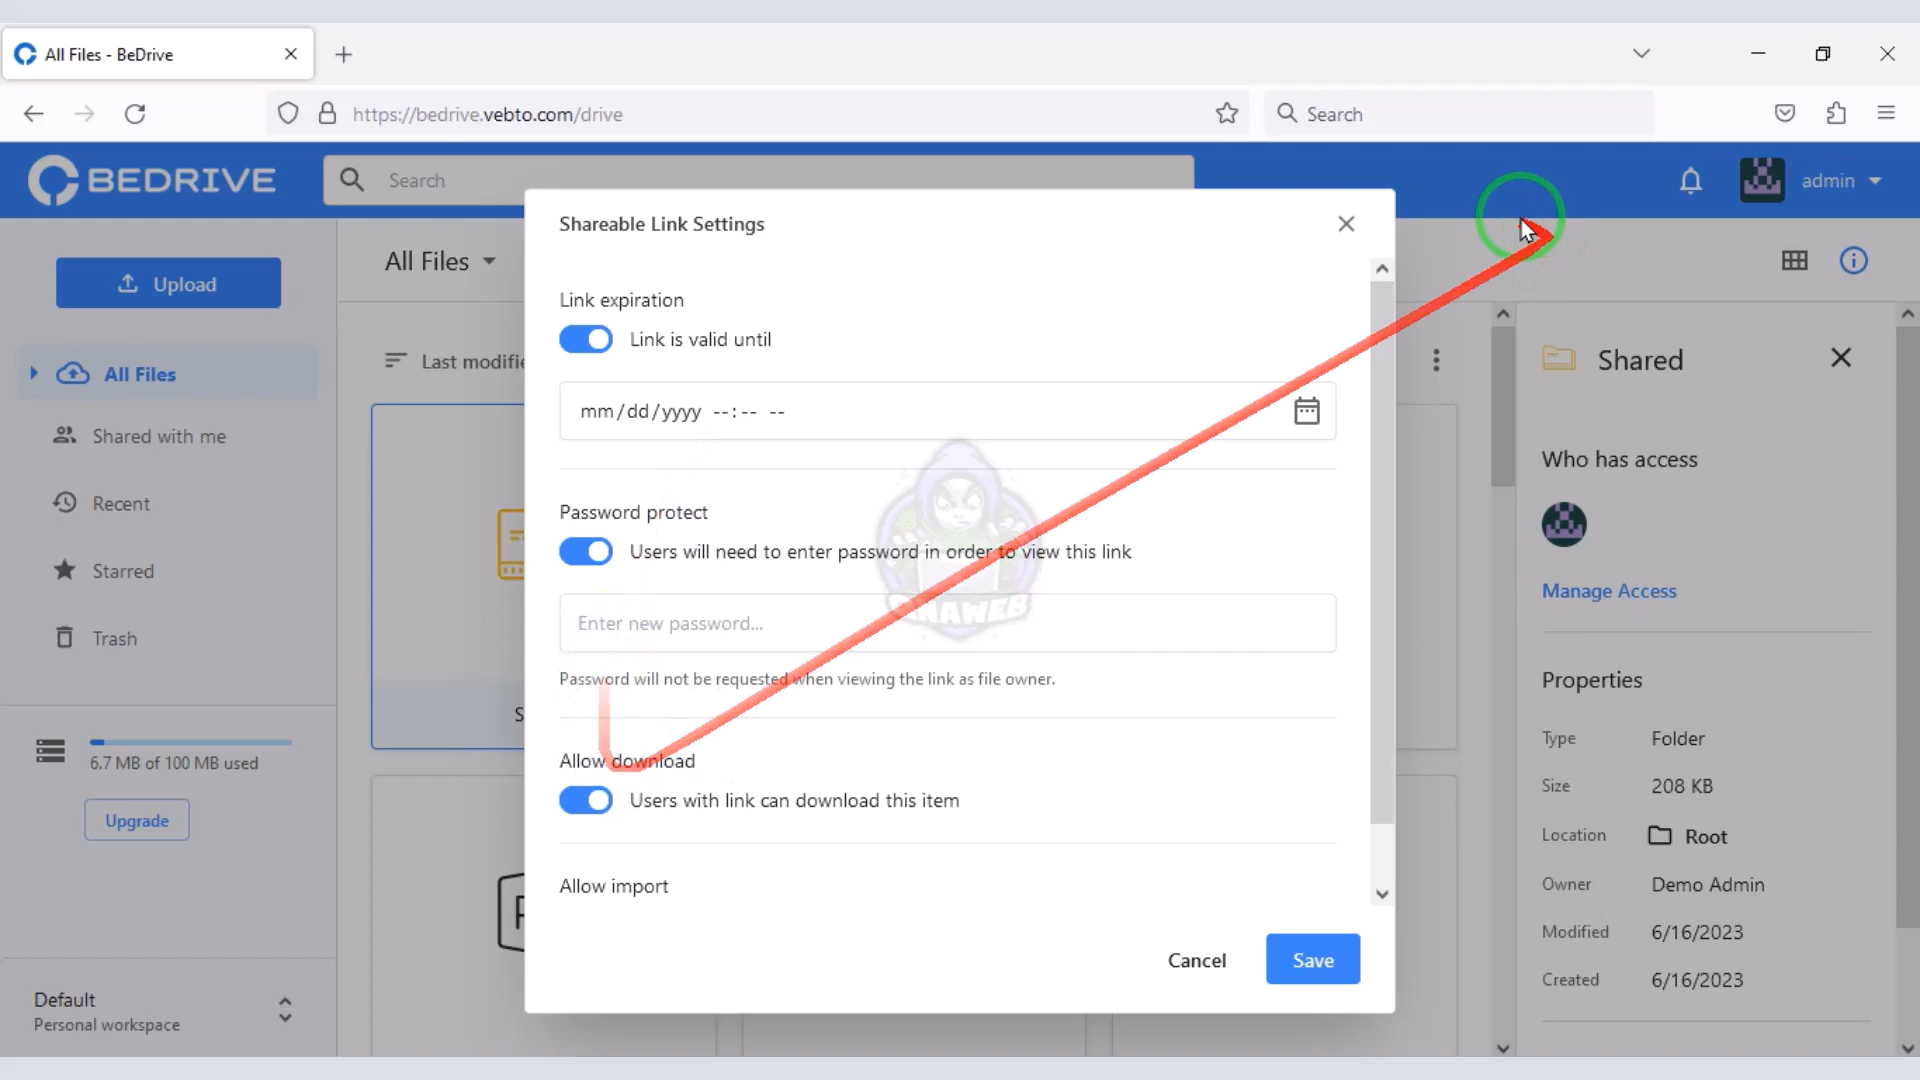 All Files - BeDrive
https://bedrive.vebto.com/drive
Search
BEDRIVE
Search
admin
Shareable Link Settings
Upload
All Files
Link expiration
Link is valid until
Last modifie
Shared
All Files
mm/dd/yyyy --:-- --
Shared with me
Who has access
Recent
Password protect
Users will need to enter password in order to view this link
Starred
Manage Access
Enter new password...
ONAWEB
Trash
Password will not be requested when viewing the link as file owner.
Properties
S
Type Folder
6.7 MB of 100 MB used
Allow download
Size 208 KB
Users with link can download this item
Upgrade
Location Root
Allow import
Owner Demo Admin
Modified 6/16/2023
Cancel
Save
Created 6/16/2023
Default
Personal workspace